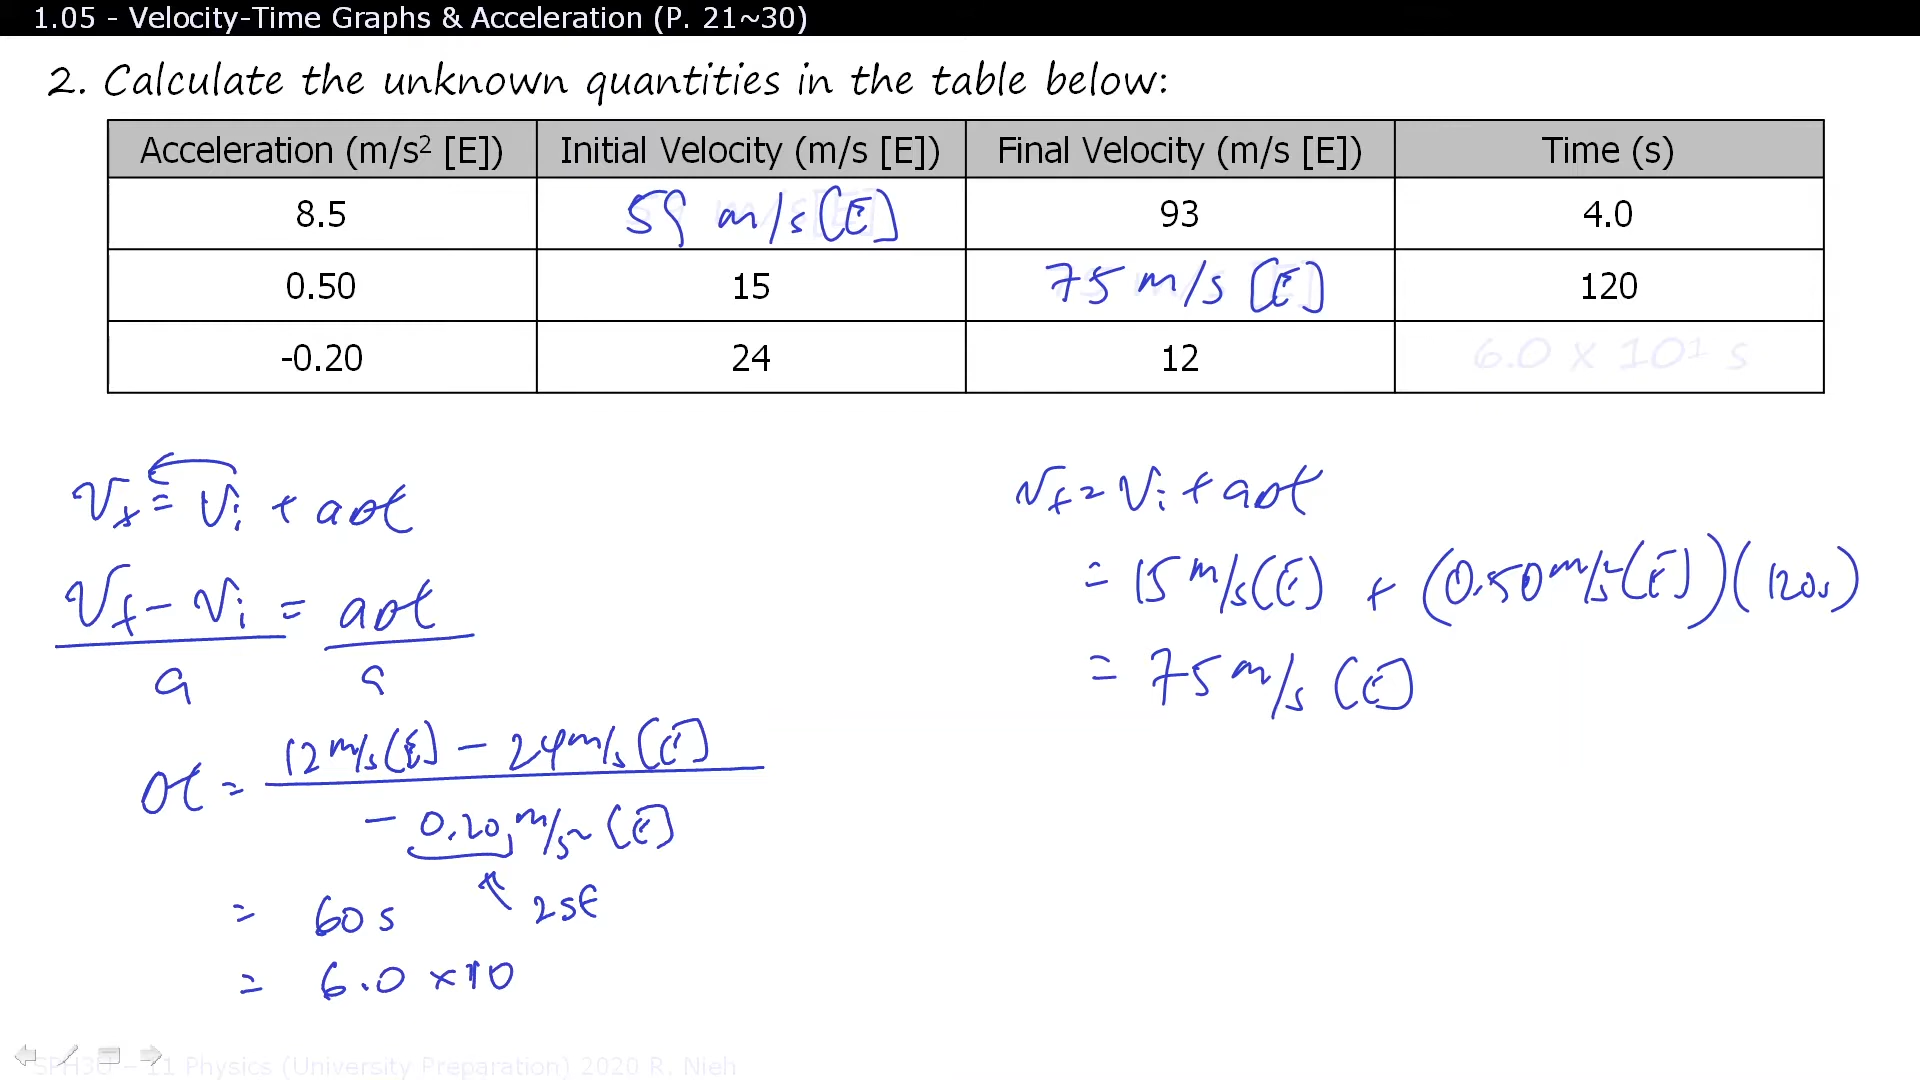 1.05 - Velocity-Time Graphs & Acceleration (P. 21~30)
2. Calculate the unknown quantities in the table below:
Acceleration (m/s² [E]) Initial Velocity (m/s [E]) Final Velocity (m/s [E]) Time (s)
8.5 59 m/s [E] 93 4.0
0.50 15 75 m/s [E] 120
-0.20 24 12 6.0 x 10¹ s
Vf = Vi + aΔt
Vf - Vi = aΔt
a a
Δt = 12 m/s [E] - 24 m/s [E]
- 0.20 m/s² [E]
= 60 s 2SF
= 6.0 x 10
Vf = Vi + aΔt
= 15 m/s [E] + (0.50 m/s² [E]) (120s)
= 75 m/s [E]
SPH3U – 11 Physics (University Preparation) 2020 R. Nieh